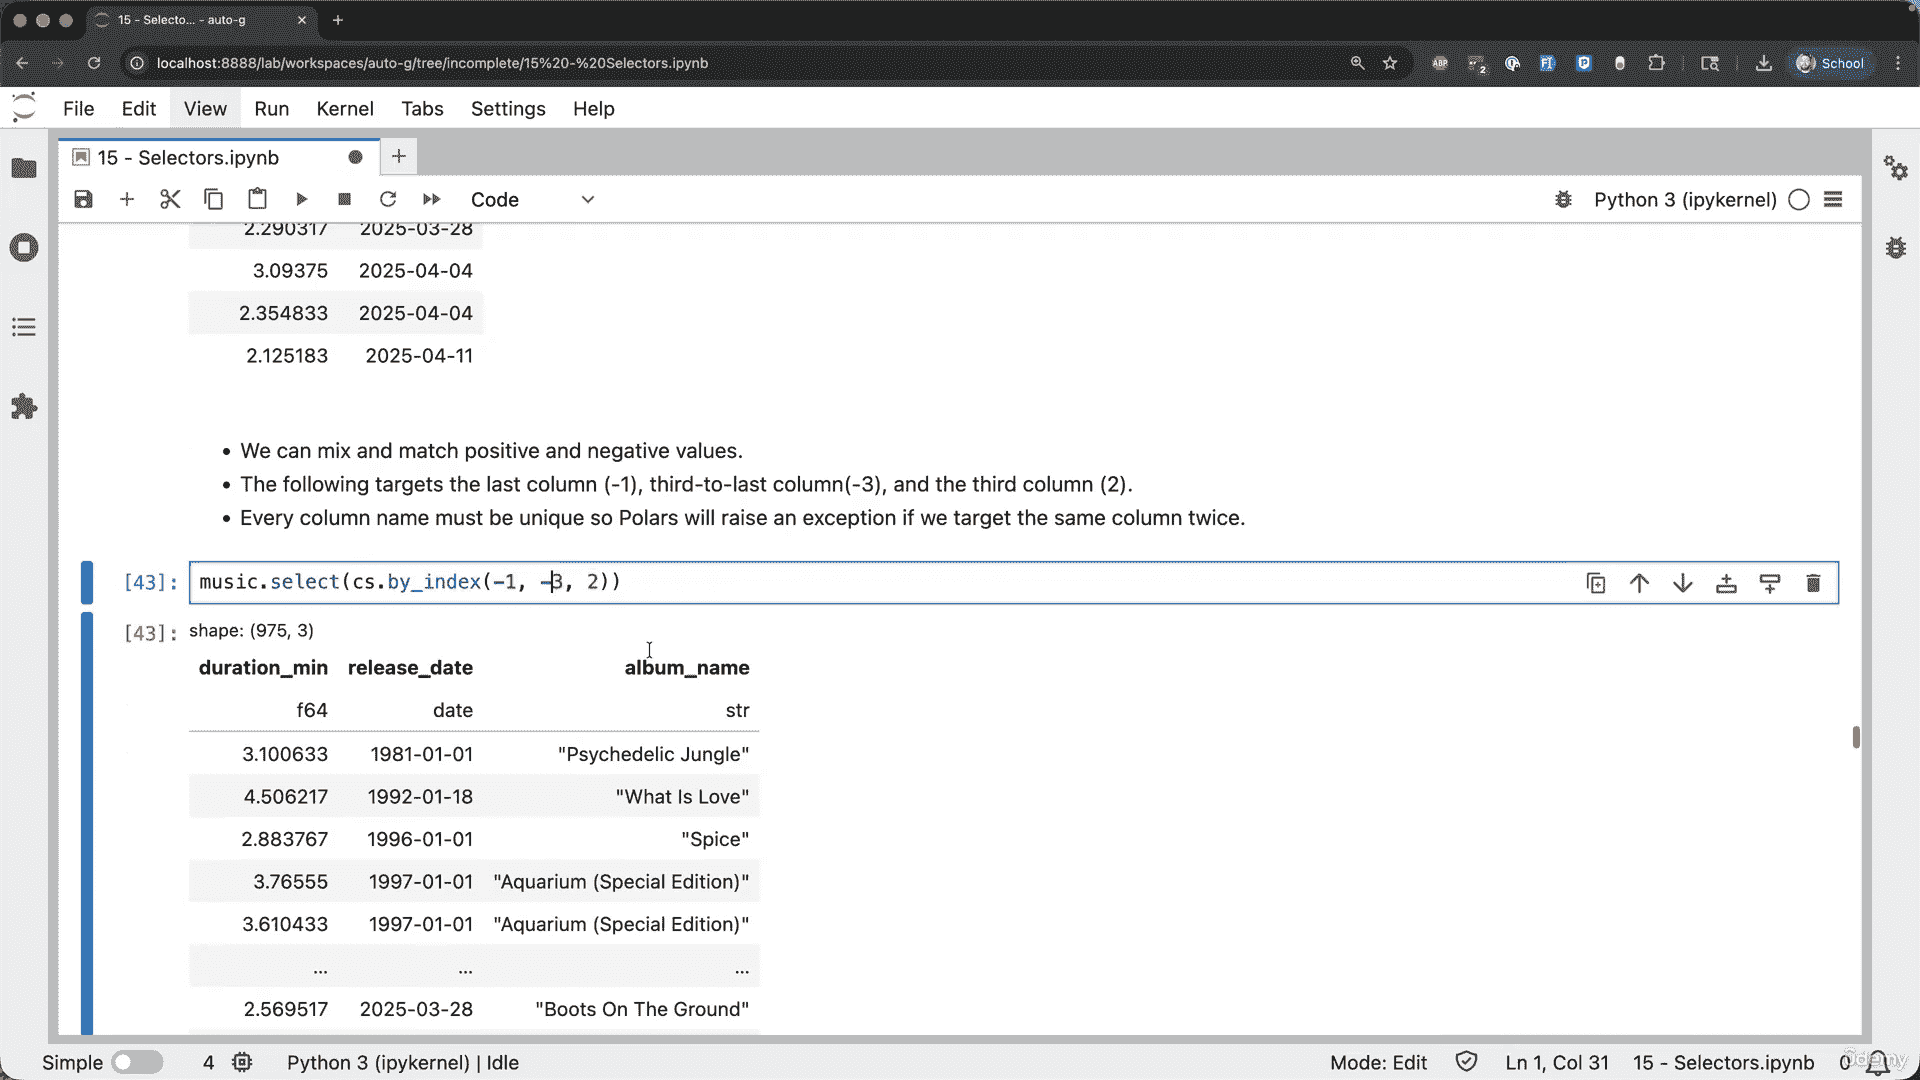 15 - Selecto... - auto-g
localhost:8888/lab/workspaces/auto-g/tree/incomplete/15%20-%20Selectors.ipynb
ABP
2
School
File Edit View Run Kernel Tabs Settings Help
15 - Selectors.ipynb
Code
Python 3 (ipykernel)
2.290317 2025-03-28
3.09375 2025-04-04
2.354833 2025-04-04
2.125183 2025-04-11
• We can mix and match positive and negative values.
• The following targets the last column (-1), third-to-last column(-3), and the third column (2).
• Every column name must be unique so Polars will raise an exception if we target the same column twice.
[43]: music.select(cs.by_index(-1, -3, 2))
[43]: shape: (975, 3)
duration_min release_date album_name
f64 date str
3.100633 1981-01-01 "Psychedelic Jungle"
4.506217 1992-01-18 "What Is Love"
2.883767 1996-01-01 "Spice"
3.76555 1997-01-01 "Aquarium (Special Edition)"
3.610433 1997-01-01 "Aquarium (Special Edition)"
... ... ...
2.569517 2025-03-28 "Boots On The Ground"
Simple 4 Python 3 (ipykernel) | Idle Mode: Edit Ln 1, Col 31 15 - Selectors.ipynb 0
Udemy